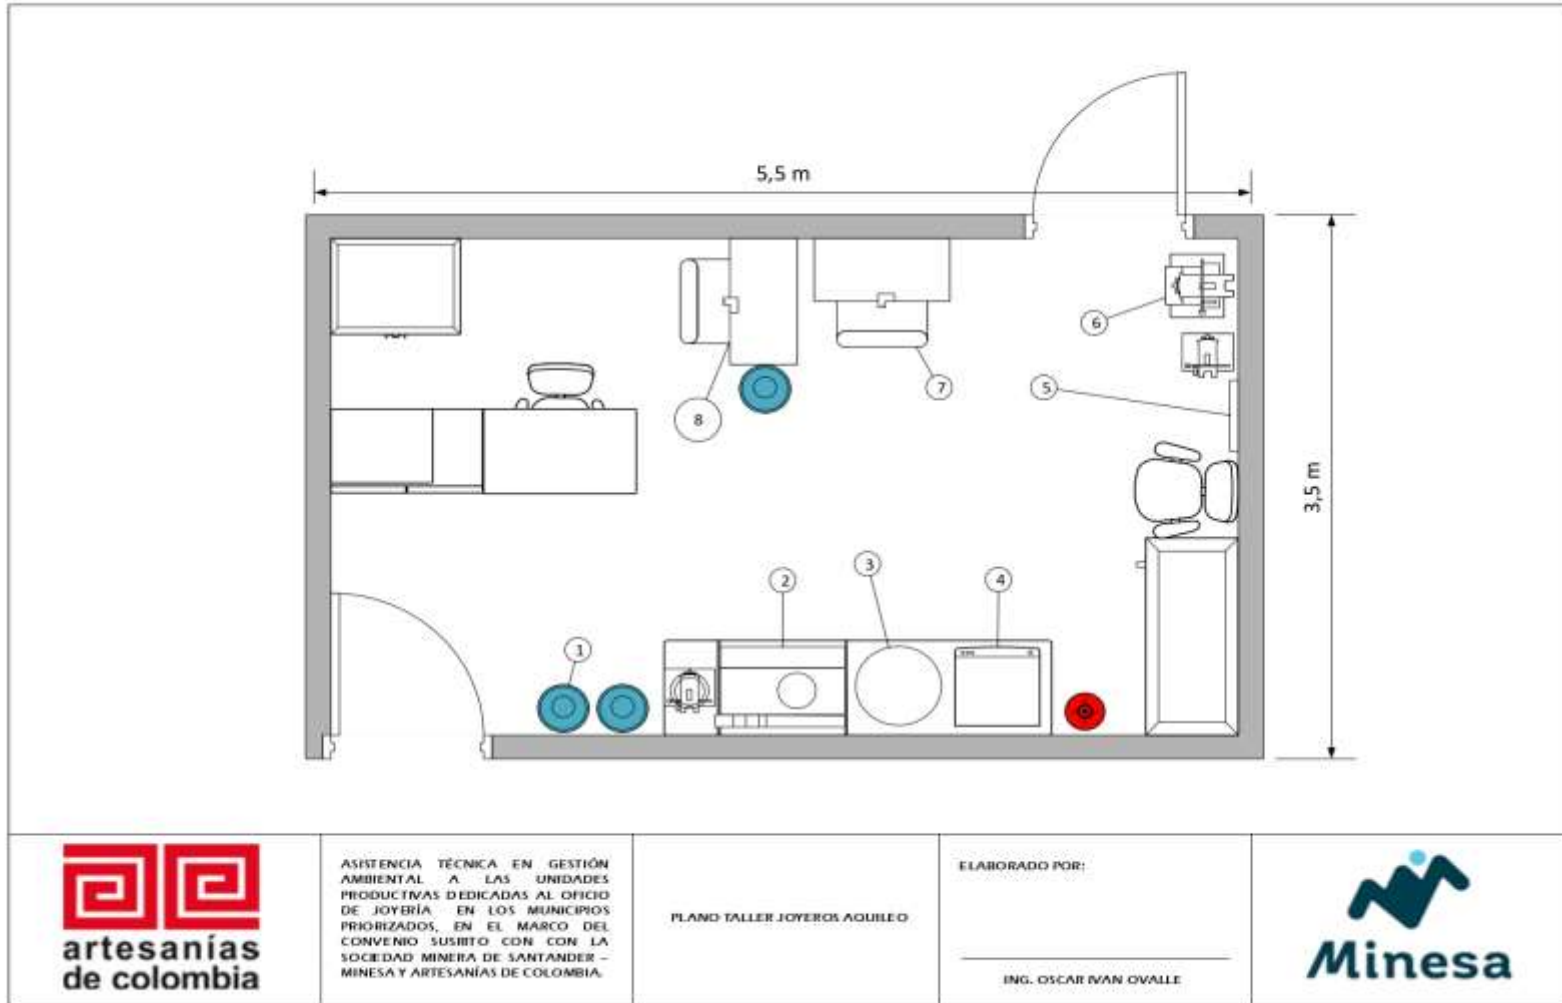 5,5 m
3,5 m
6
5
7
8
3
2
4
1
artesanías
de colombia
ASISTENCIA TÉCNICA EN GESTIÓN
AMBIENTAL A LAS UNIDADES
PRODUCTIVAS DEDICADAS AL OFICIO
DE JOYERÍA EN LOS MUNICIPIOS
PRIORIZADOS, EN EL MARCO DEL
CONVENIO SUSRITO CON CON LA
SOCIEDAD MINERA DE SANTANDER –
MINESA Y ARTESANÍAS DE COLOMBIA.
PLANO TALLER JOYEROS AQUILEO
ELABORADO POR:
ING. OSCAR IVAN OVALLE
Minesa